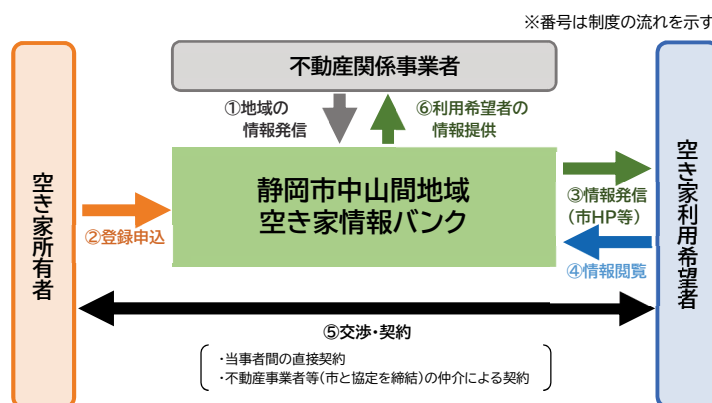 ※番号は制度の流れを示す
不動産関係事業者
①地域の
情報発信
⑥利用希望者の
情報提供
空き家所有者
②登録申込
静岡市中山間地域
空き家情報バンク
③情報発信
(市HP等)
④情報閲覧
空き家利用希望者
⑤交渉・契約
・当事者間の直接契約
・不動産事業者等(市と協定を締結)の仲介による契約